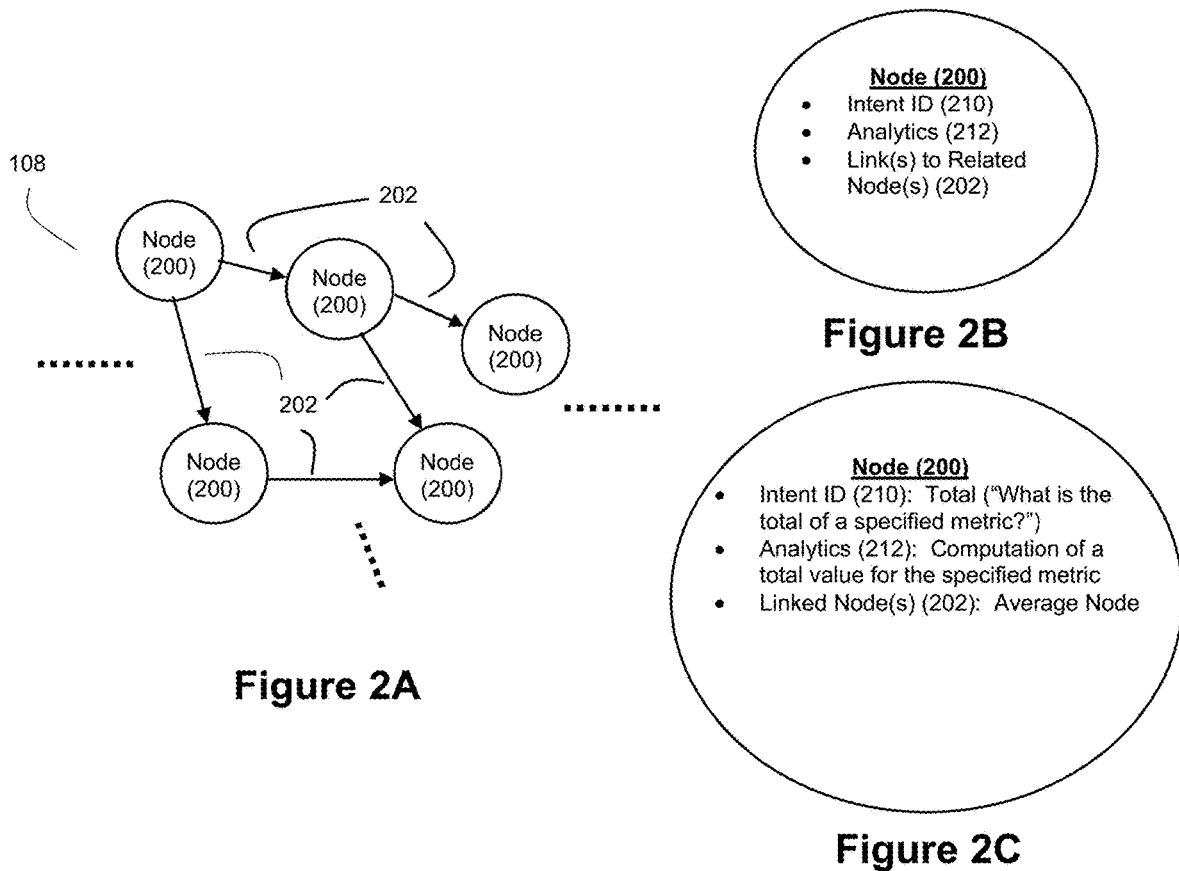 108
202
Node
(200)
Node
(200)
Node
(200)
202
Node
(200)
Node
(200)
Figure 2A
Node (200)
• Intent ID (210)
• Analytics (212)
• Link(s) to Related
Node(s) (202)
Figure 2B
Node (200)
• Intent ID (210): Total ("What is the
total of a specified metric?")
• Analytics (212): Computation of a
total value for the specified metric
• Linked Node(s) (202): Average Node
Figure 2C